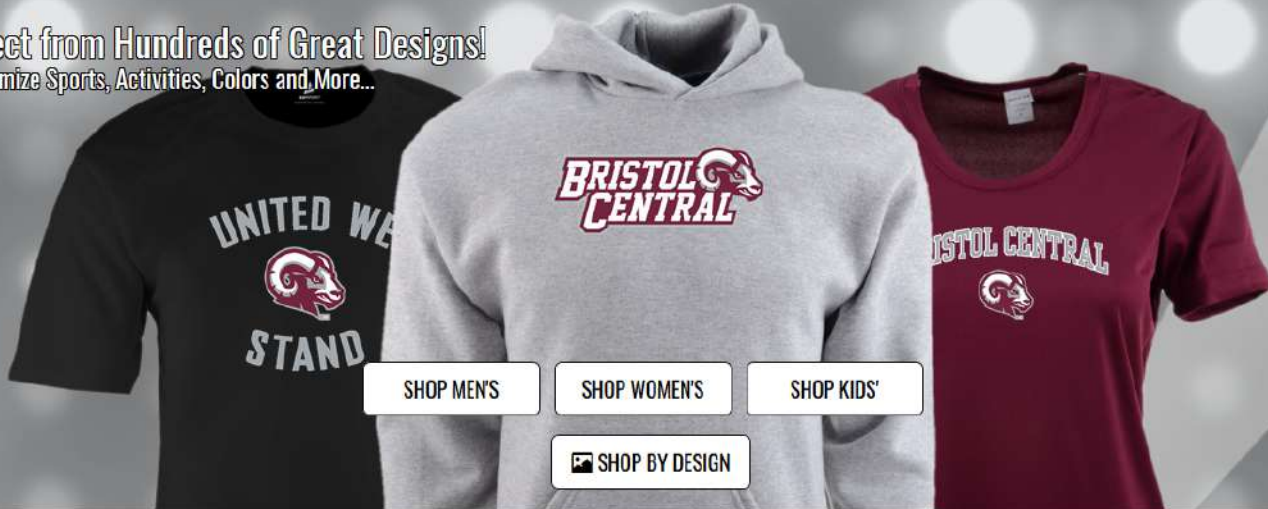 ect from Hundreds of Great Designs!
mize Sports, Activities, Colors and More...
UNITED WE
STAND
BRISTOL
CENTRAL
ISTOL CENTRAL
SHOP MEN'S
SHOP WOMEN'S
SHOP KIDS'
SHOP BY DESIGN